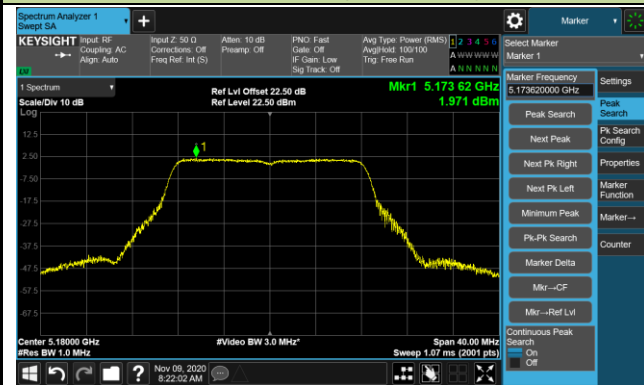 Spectrum Analyzer 1
Swept SA
Marker
KEYSIGHT
Input: RF
Coupling: AC
Align: Auto
Input Z: 50 Ω
Corrections: Off
Freq Ref: Int (S)
Atten: 10 dB
Preamp: Off
PNO: Fast
Gate: Off
IF Gain: Low
Sig Track: Off
Avg Type: Power (RMS)
Avg|Hold: 100/100
Trig: Free Run
1 2 3 4 5 6
A W W W W W
A N N N N N
Select Marker
Marker 1
1 Spectrum
Scale/Div 10 dB
Log
Ref Lvl Offset 22.50 dB
Ref Level 22.50 dBm
Mkr1 5.173 62 GHz
1.971 dBm
1
12.5
2.50
-7.50
-17.5
-27.5
-37.5
-47.5
-57.5
-67.5
Center 5.18000 GHz
#Res BW 1.0 MHz
#Video BW 3.0 MHz*
Span 40.00 MHz
Sweep 1.07 ms (2001 pts)
Marker Frequency
5.173620000 GHz
Peak Search
Next Peak
Next Pk Right
Next Pk Left
Minimum Peak
Pk-Pk Search
Marker Delta
Mkr→CF
Mkr→Ref Lvl
Continuous Peak
Search
On
Off
Settings
Peak
Search
Pk Search
Config
Properties
Marker
Function
Marker→
Counter
Nov 09, 2020
8:22:02 AM